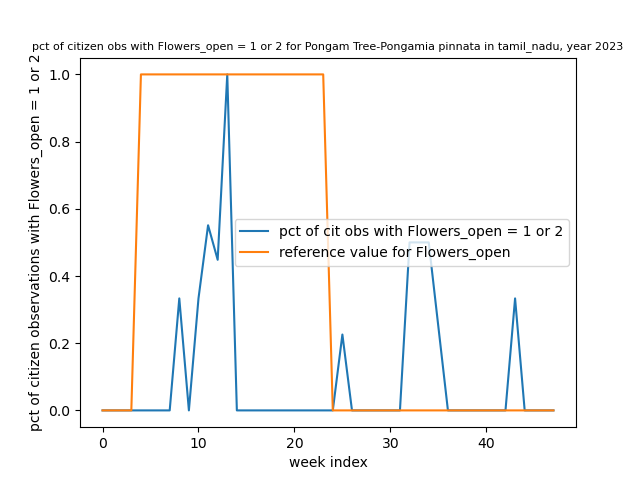 pct of citizen obs with Flowers_open = 1 or 2 for Pongam Tree-Pongamia pinnata in tamil_nadu, year 2023
pct of citizen observations with Flowers_open = 1 or 2
1.0
0.8
0.6
0.4
0.2
0.0
pct of cit obs with Flowers_open = 1 or 2
reference value for Flowers_open
0
10
20
30
40
week index